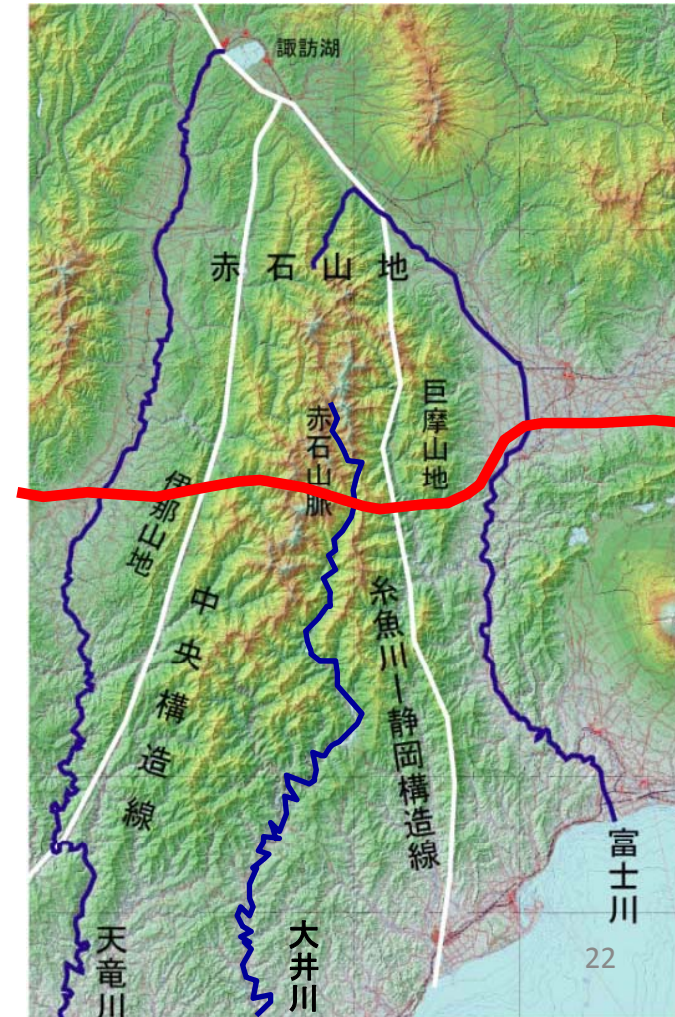 諏訪湖
赤石山地
巨摩山地
赤石山脈
伊那山地
中央構造線
糸魚川ー静岡構造線
富士川
天竜川
大井川
22